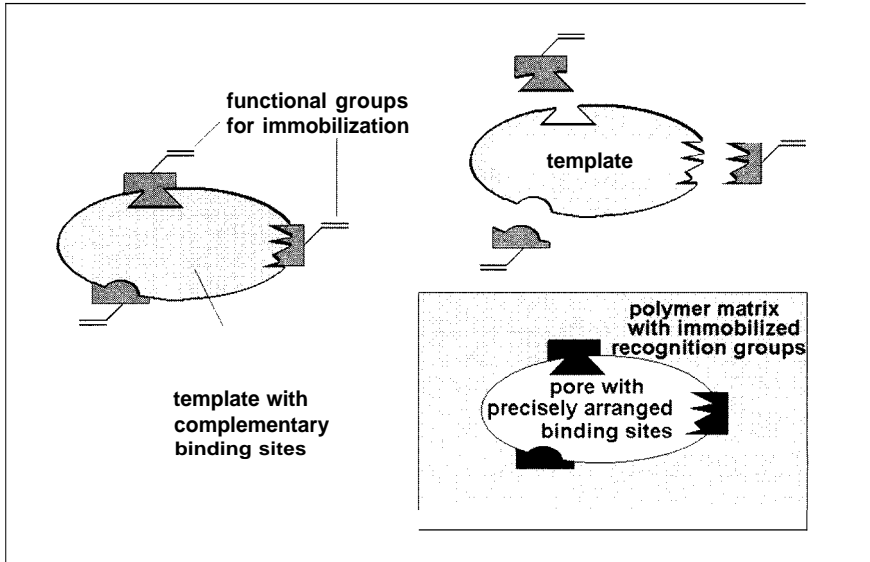 functional groups
for immobilization
template
template with
complementary
binding sites
polymer matrix
with immobilized
recognition groups
pore with
precisely arranged
binding sites